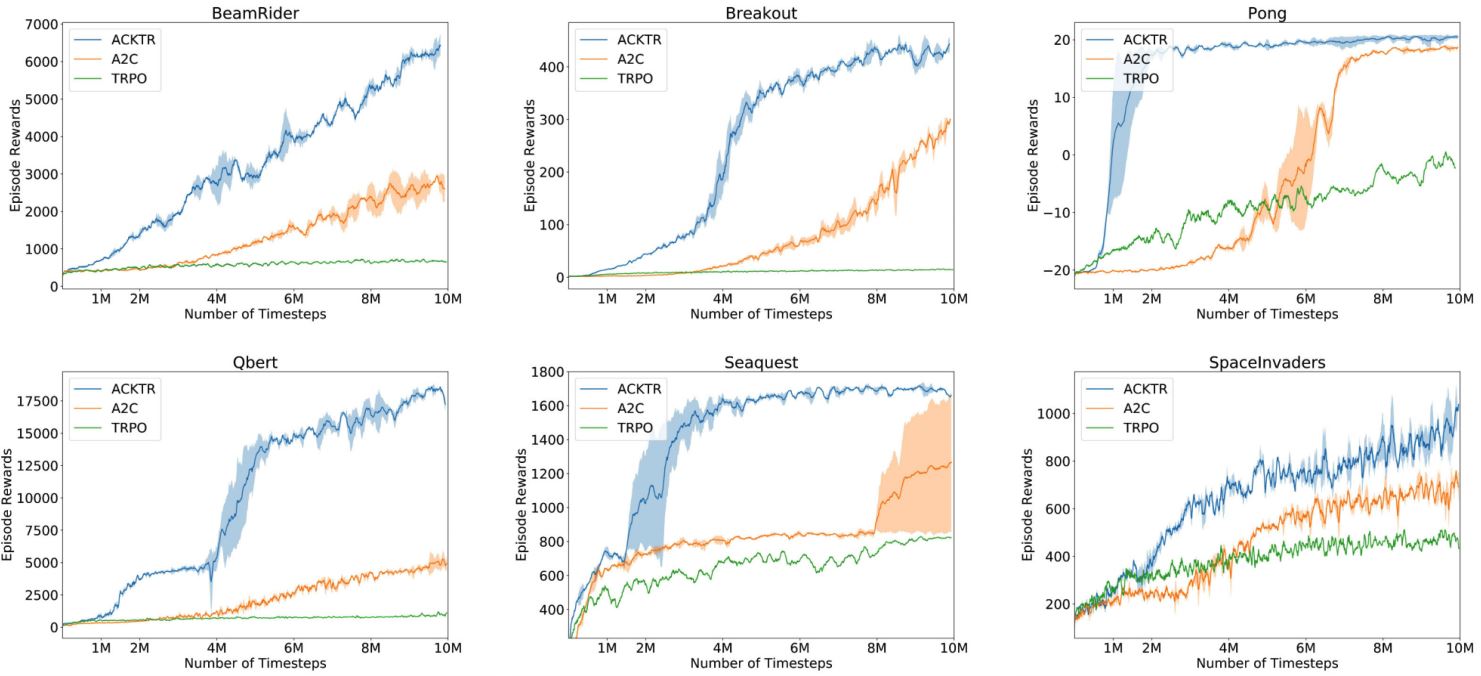 BeamRider
ACKTR
A2C
TRPO
Episode Rewards
7000
6000
5000
4000
3000
2000
1000
0
1M 2M 4M 6M 8M 10M
Number of Timesteps
Breakout
ACKTR
A2C
TRPO
Episode Rewards
400
300
200
100
0
1M 2M 4M 6M 8M 10M
Number of Timesteps
Pong
ACKTR
A2C
TRPO
Episode Rewards
20
10
0
−10
−20
1M 2M 4M 6M 8M 10M
Number of Timesteps
Qbert
ACKTR
A2C
TRPO
Episode Rewards
17500
15000
12500
10000
7500
5000
2500
0
1M 2M 4M 6M 8M 10M
Number of Timesteps
Seaquest
ACKTR
A2C
TRPO
Episode Rewards
1800
1600
1400
1200
1000
800
600
400
1M 2M 4M 6M 8M 10M
Number of Timesteps
SpaceInvaders
ACKTR
A2C
TRPO
Episode Rewards
1000
800
600
400
200
1M 2M 4M 6M 8M 10M
Number of Timesteps